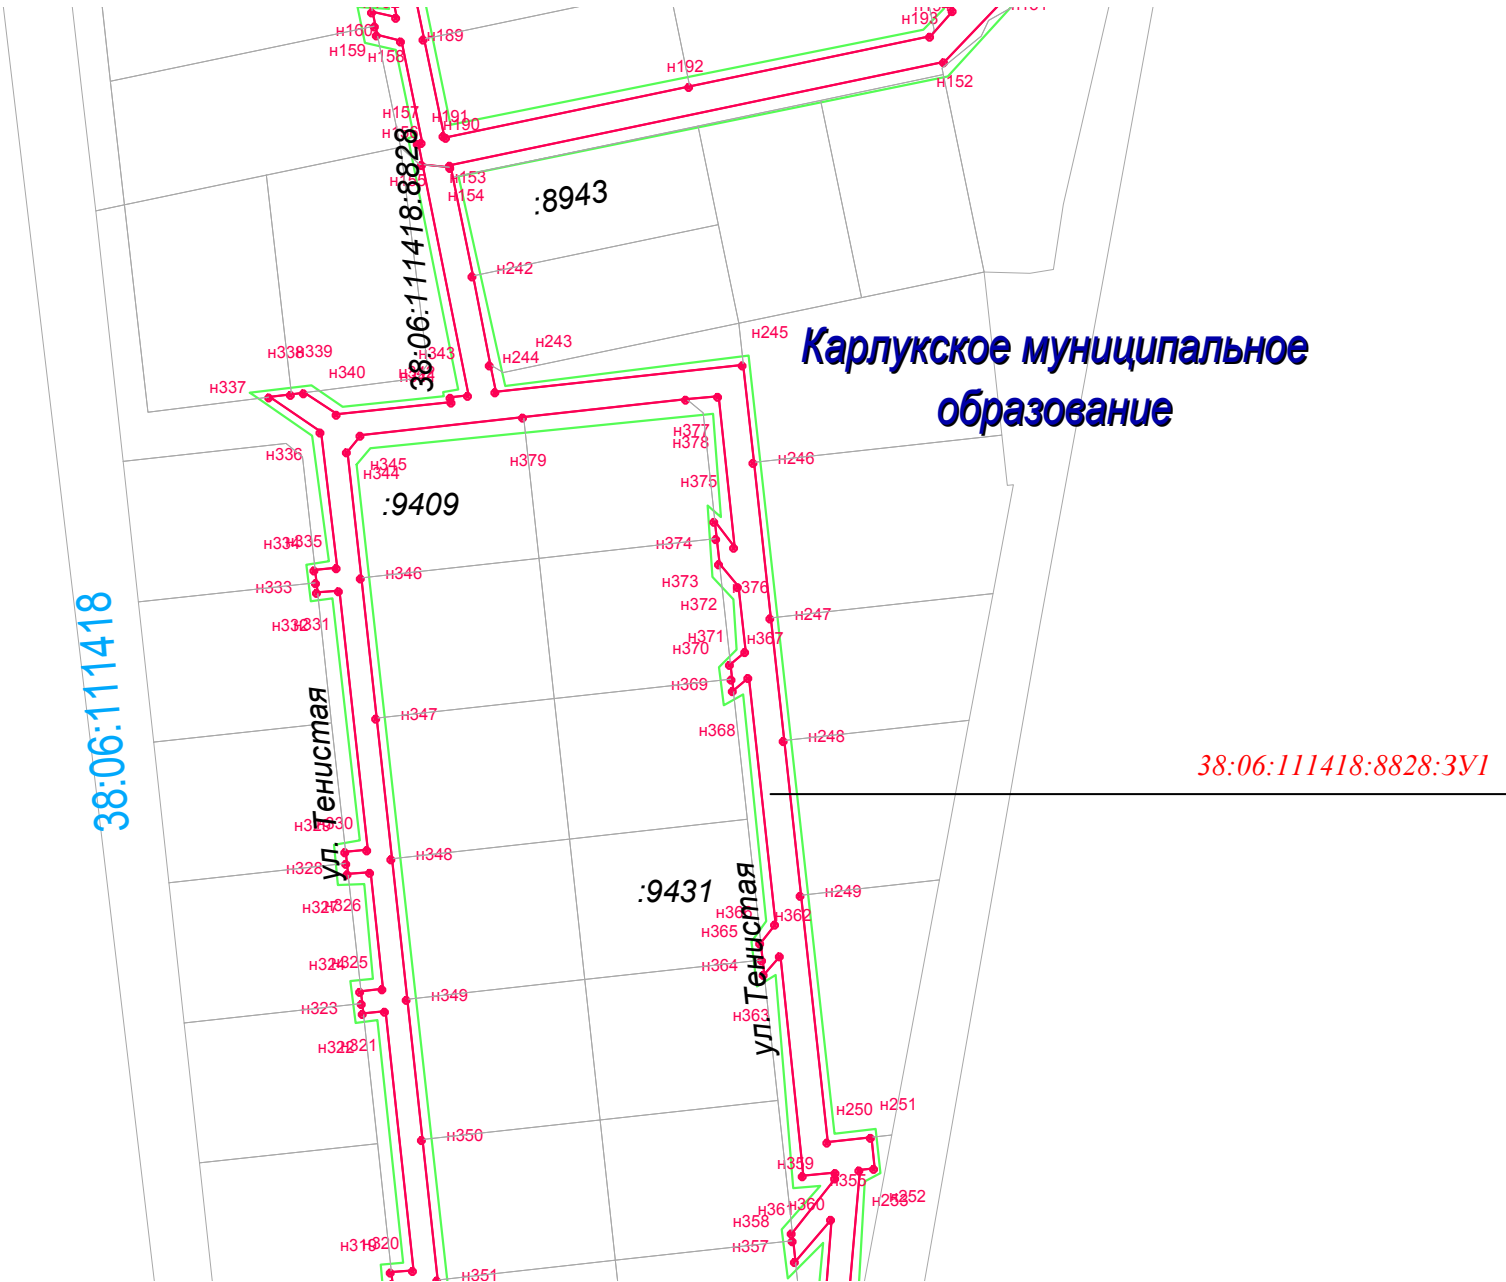 н160
н159
н158
н189
н193
н192
н152
н157
н191
н190
н155
н153
н154
38:06:111418:8828
:8943
н242
н243
н244
н245
Карлукское муниципальное
образование
н339
н343
н340
н337
н336
н345
н344
н379
н377
н378
н246
н375
:9409
н335
н374
н333
н346
н373
н376
н372
н247
н331
н371
н367
н370
н369
н347
н368
н248
38:06:111418
ул. Тенистая
38:06:111418:8828:ЗУ1
н330
н328
н348
:9431
н249
н326
н362
н365
ул. Тенистая
н325
н364
н323
н349
н363
н321
н250
н251
н350
н359
н355
н252
н360
н358
н320
н357
н351